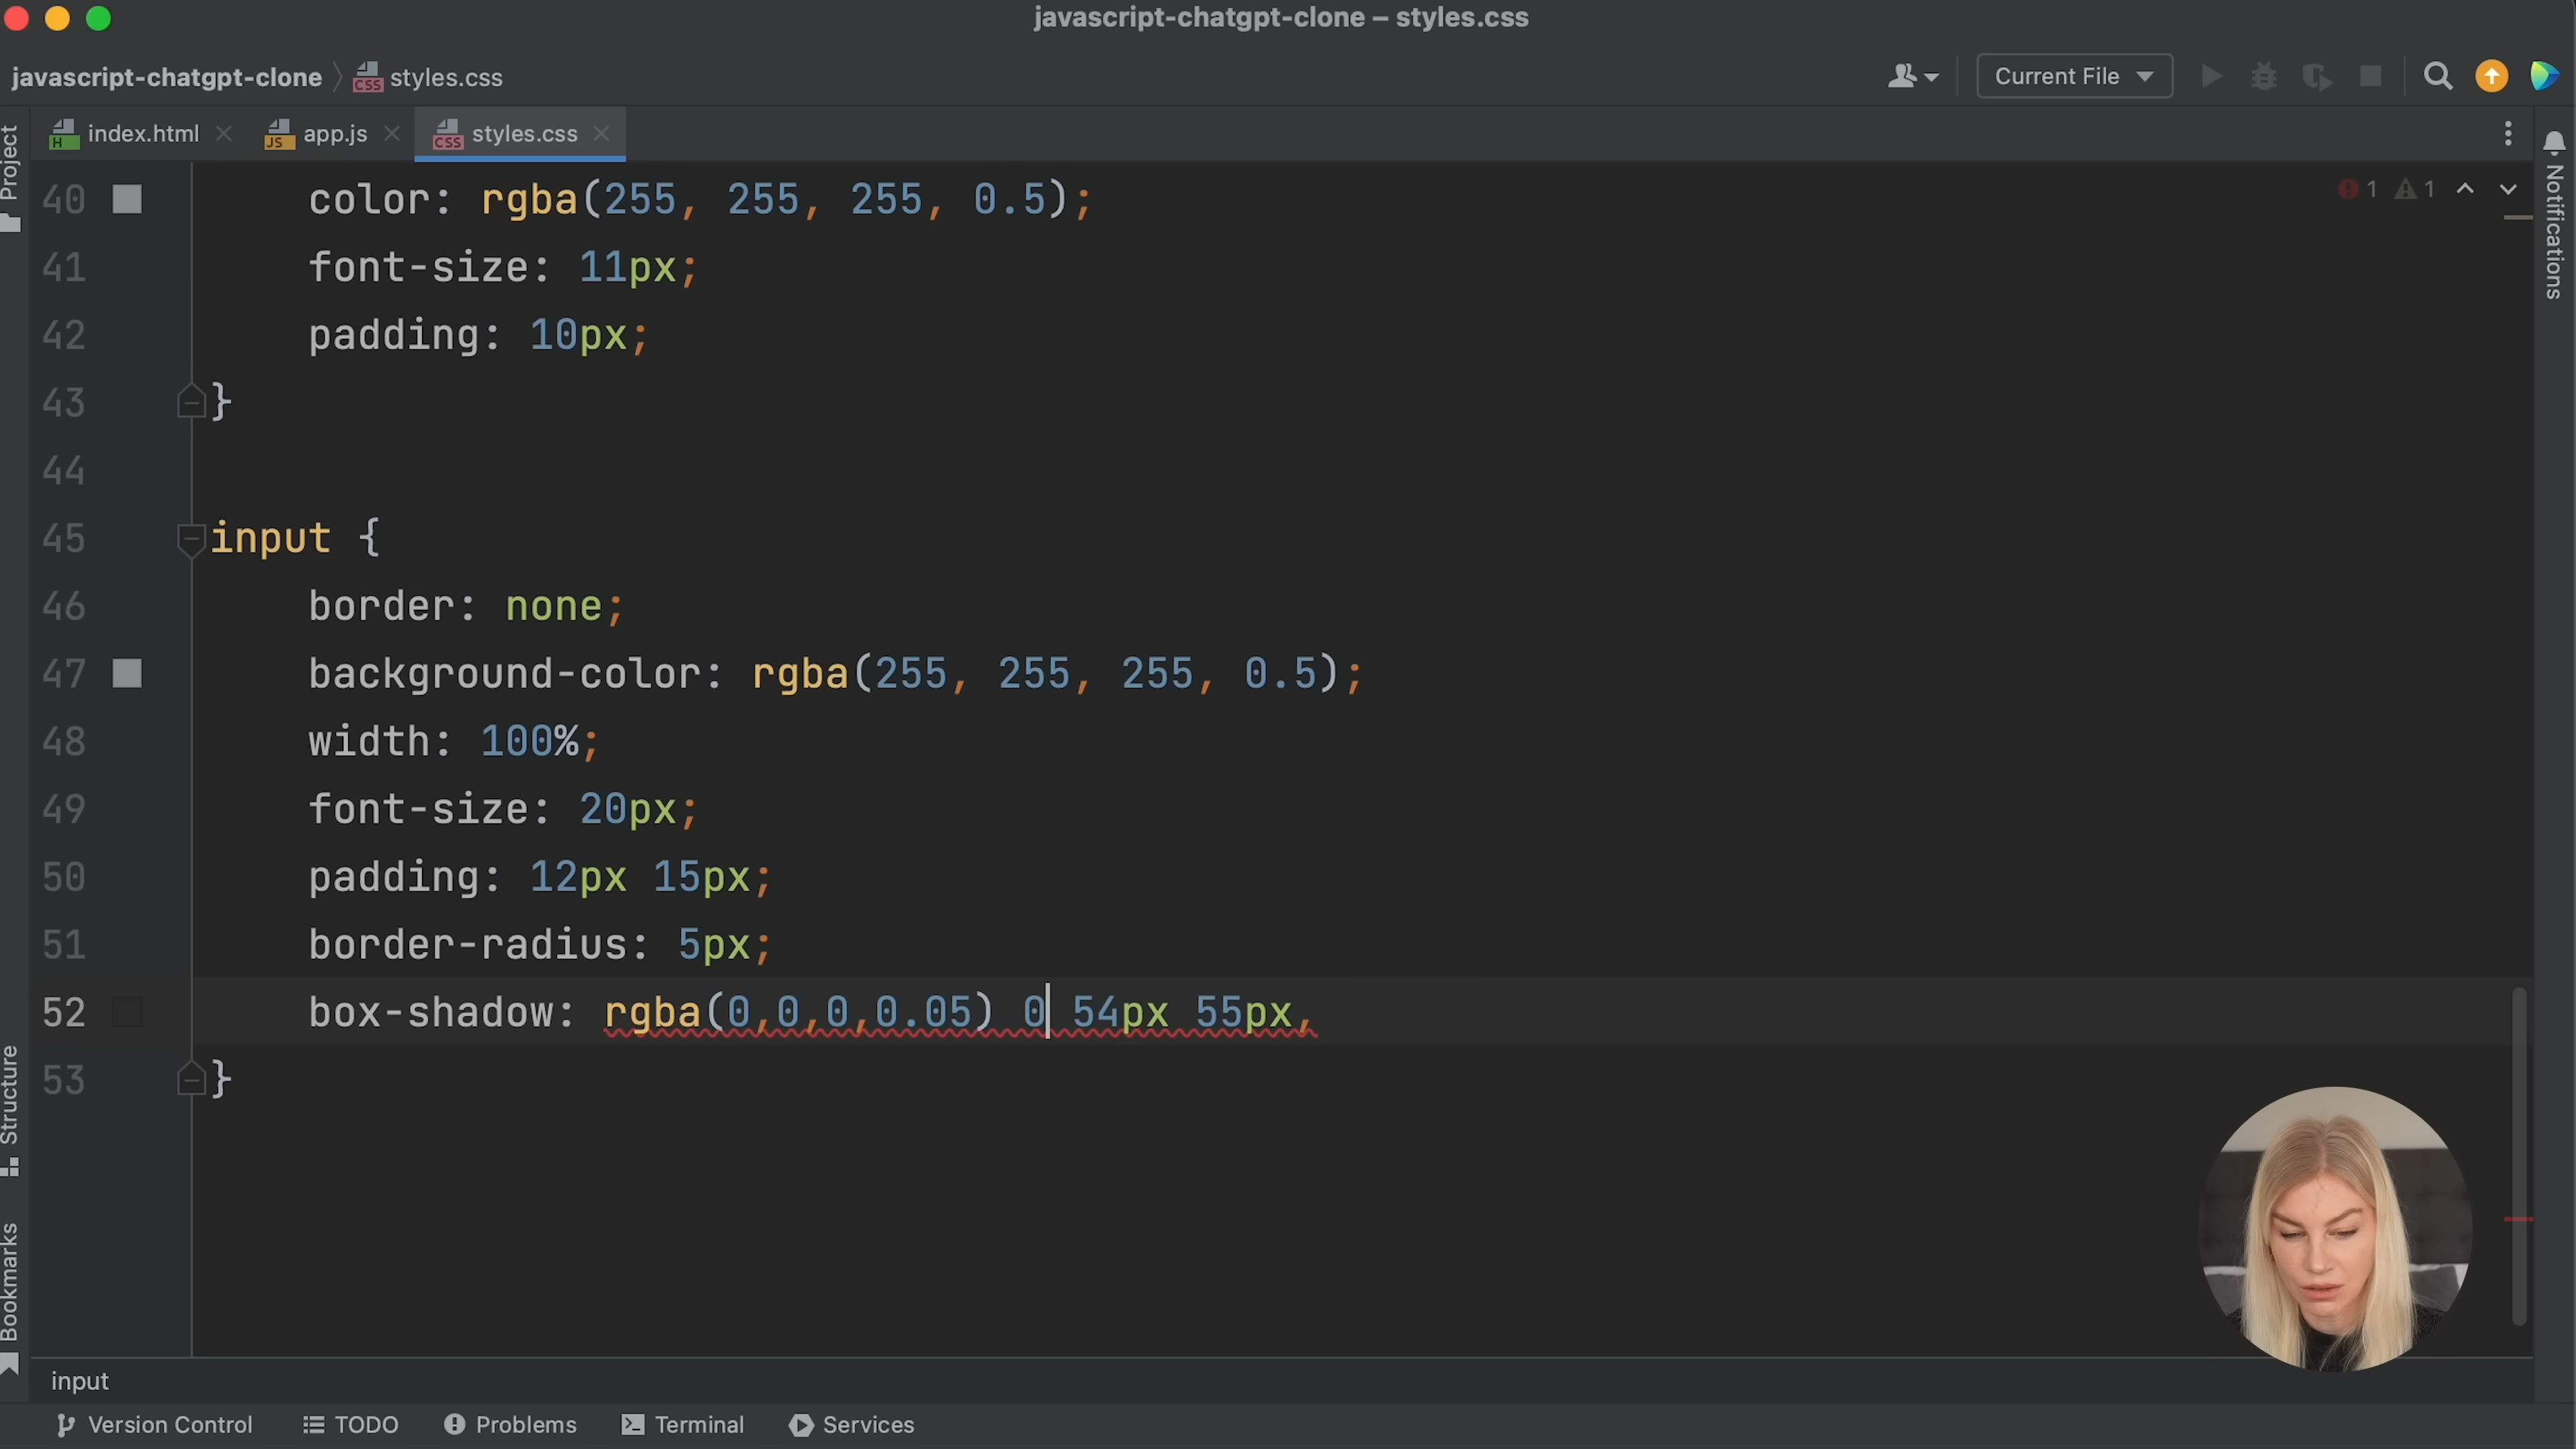 javascript-chatgpt-clone – styles.css
javascript-chatgpt-clone
styles.css
Current File
index.html
app.js
styles.css
Project
Notifications
1
1
40 color: rgba(255, 255, 255, 0.5);
41 font-size: 11px;
42 padding: 10px;
43 }
44
45 input {
46 border: none;
47 background-color: rgba(255, 255, 255, 0.5);
48 width: 100%;
49 font-size: 20px;
50 padding: 12px 15px;
51 border-radius: 5px;
52 box-shadow: rgba(0,0,0,0.05) 0 54px 55px,
53 }
Structure
Bookmarks
input
Version Control
TODO
Problems
Terminal
Services